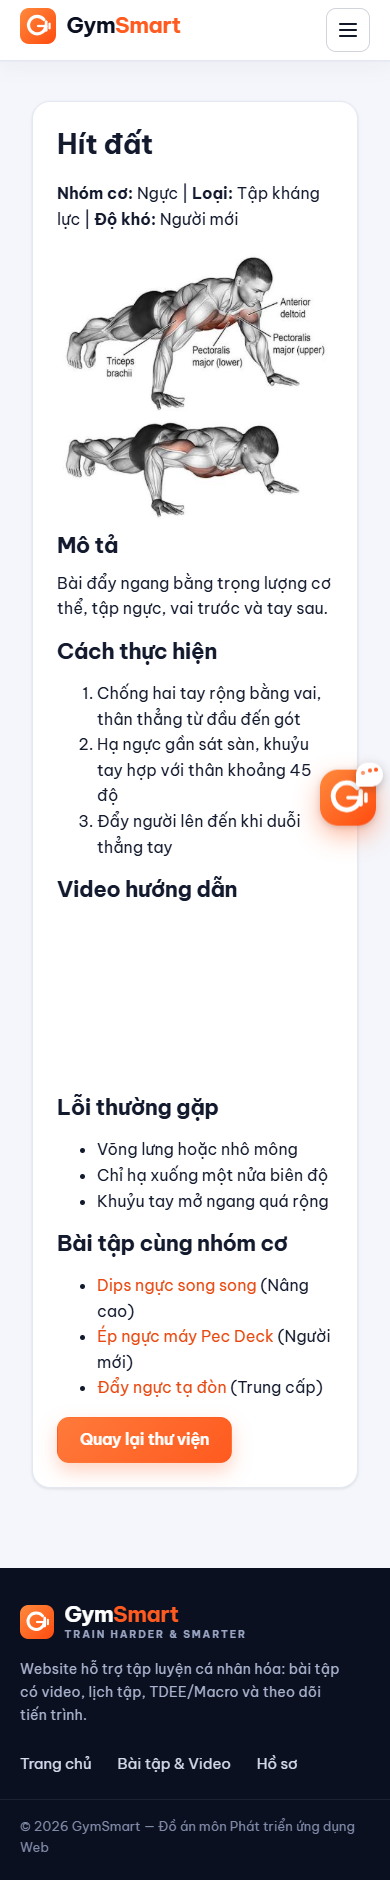 GymSmart
Hít đất
Nhóm cơ: Ngực | Loại: Tập kháng
lực | Độ khó: Người mới
Anterior
deltoid
Triceps
brachii
Pectoralis
major (lower)
Pectoralis
major (upper)
Mô tả
Bài đẩy ngang bằng trọng lượng cơ
thể, tập ngực, vai trước và tay sau.
Cách thực hiện
1. Chống hai tay rộng bằng vai,
thân thẳng từ đầu đến gót
2. Hạ ngực gần sát sàn, khuỷu
tay hợp với thân khoảng 45
độ
3. Đẩy người lên đến khi duỗi
thẳng tay
Video hướng dẫn
Lỗi thường gặp
• Võng lưng hoặc nhô mông
• Chỉ hạ xuống một nửa biên độ
• Khuỷu tay mở ngang quá rộng
Bài tập cùng nhóm cơ
• Dips ngực song song (Nâng
cao)
• Ép ngực máy Pec Deck (Người
mới)
• Đẩy ngực tạ đòn (Trung cấp)
Quay lại thư viện
GymSmart
TRAIN HARDER & SMARTER
Website hỗ trợ tập luyện cá nhân hóa: bài tập
có video, lịch tập, TDEE/Macro và theo dõi
tiến trình.
Trang chủ Bài tập & Video Hồ sơ
© 2026 GymSmart — Đồ án môn Phát triển ứng dụng
Web